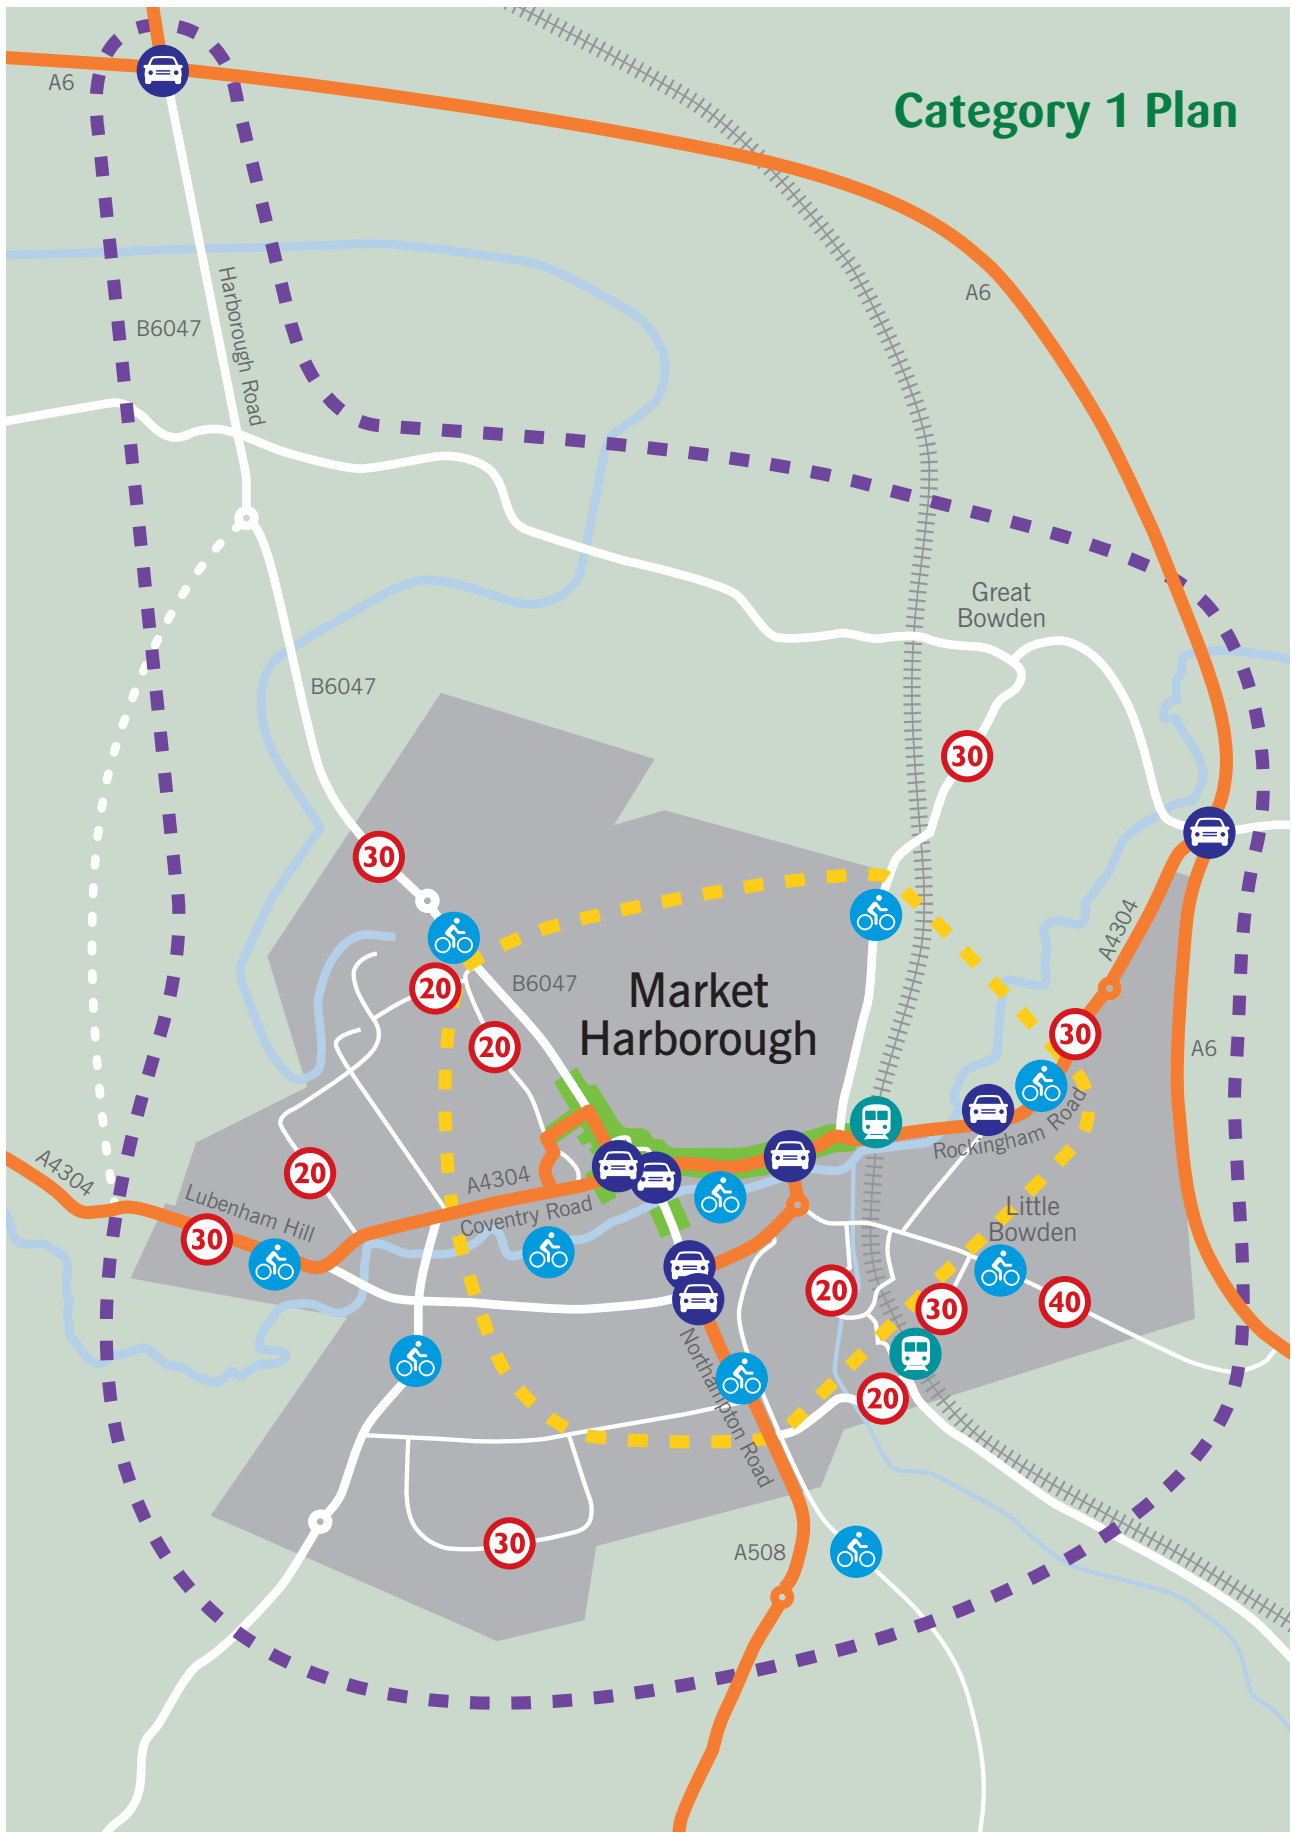 Category 1 Plan
A6
A6
B6047
Harborough Road
Great
Bowden
B6047
30
30
A4304
20
B6047
Market
Harborough
30
20
A6
Rockingham Road
A4304
20
A4304
Lubenham Hill
Coventry Road
Little
Bowden
30
20
30
40
Northampton Road
20
30
A508